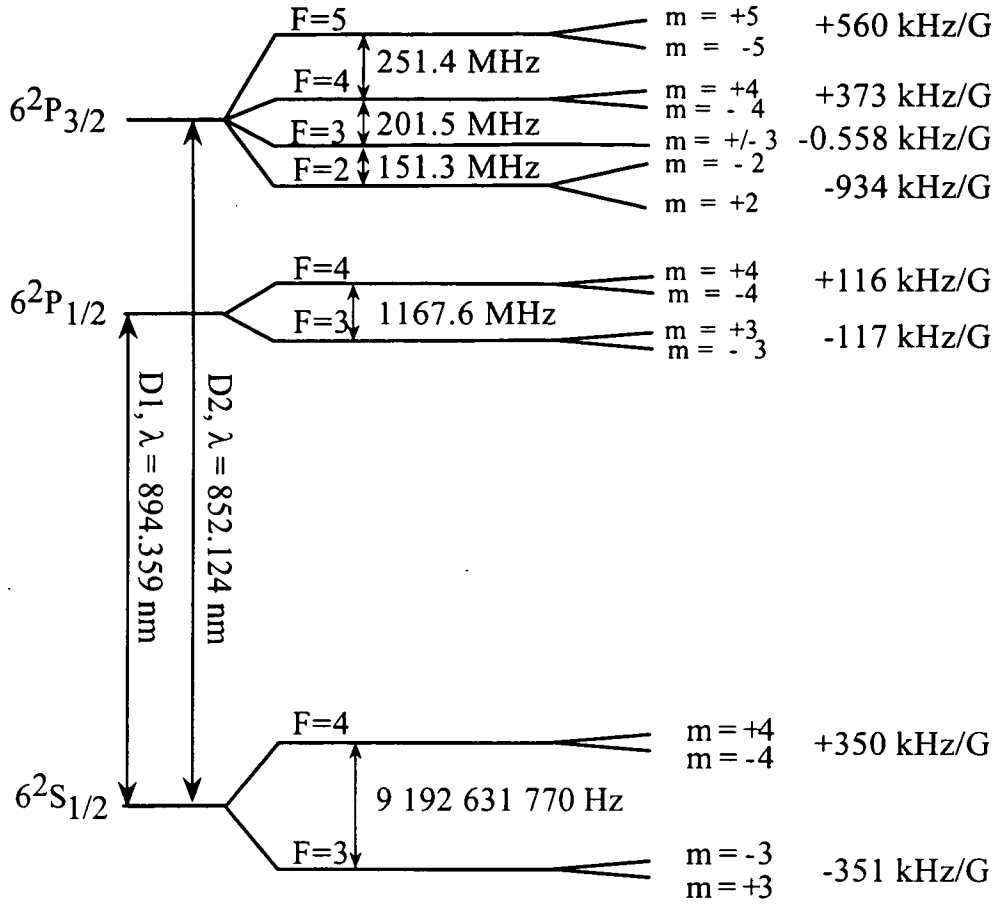 F=5
m = +5
+560 kHz/G
m = -5
251.4 MHz
F=4
m = +4
+373 kHz/G
m = - 4
6²P3/2
201.5 MHz
F=3
m = +/- 3
-0.558 kHz/G
F=2
151.3 MHz
m = - 2
-934 kHz/G
m = +2
F=4
m = +4
+116 kHz/G
m = -4
6²P1/2
1167.6 MHz
F=3
m = +3
-117 kHz/G
m = - 3
D1, λ = 894.359 nm
D2, λ = 852.124 nm
F=4
m = +4
+350 kHz/G
m = -4
6²S1/2
9 192 631 770 Hz
F=3
m = -3
-351 kHz/G
m = +3